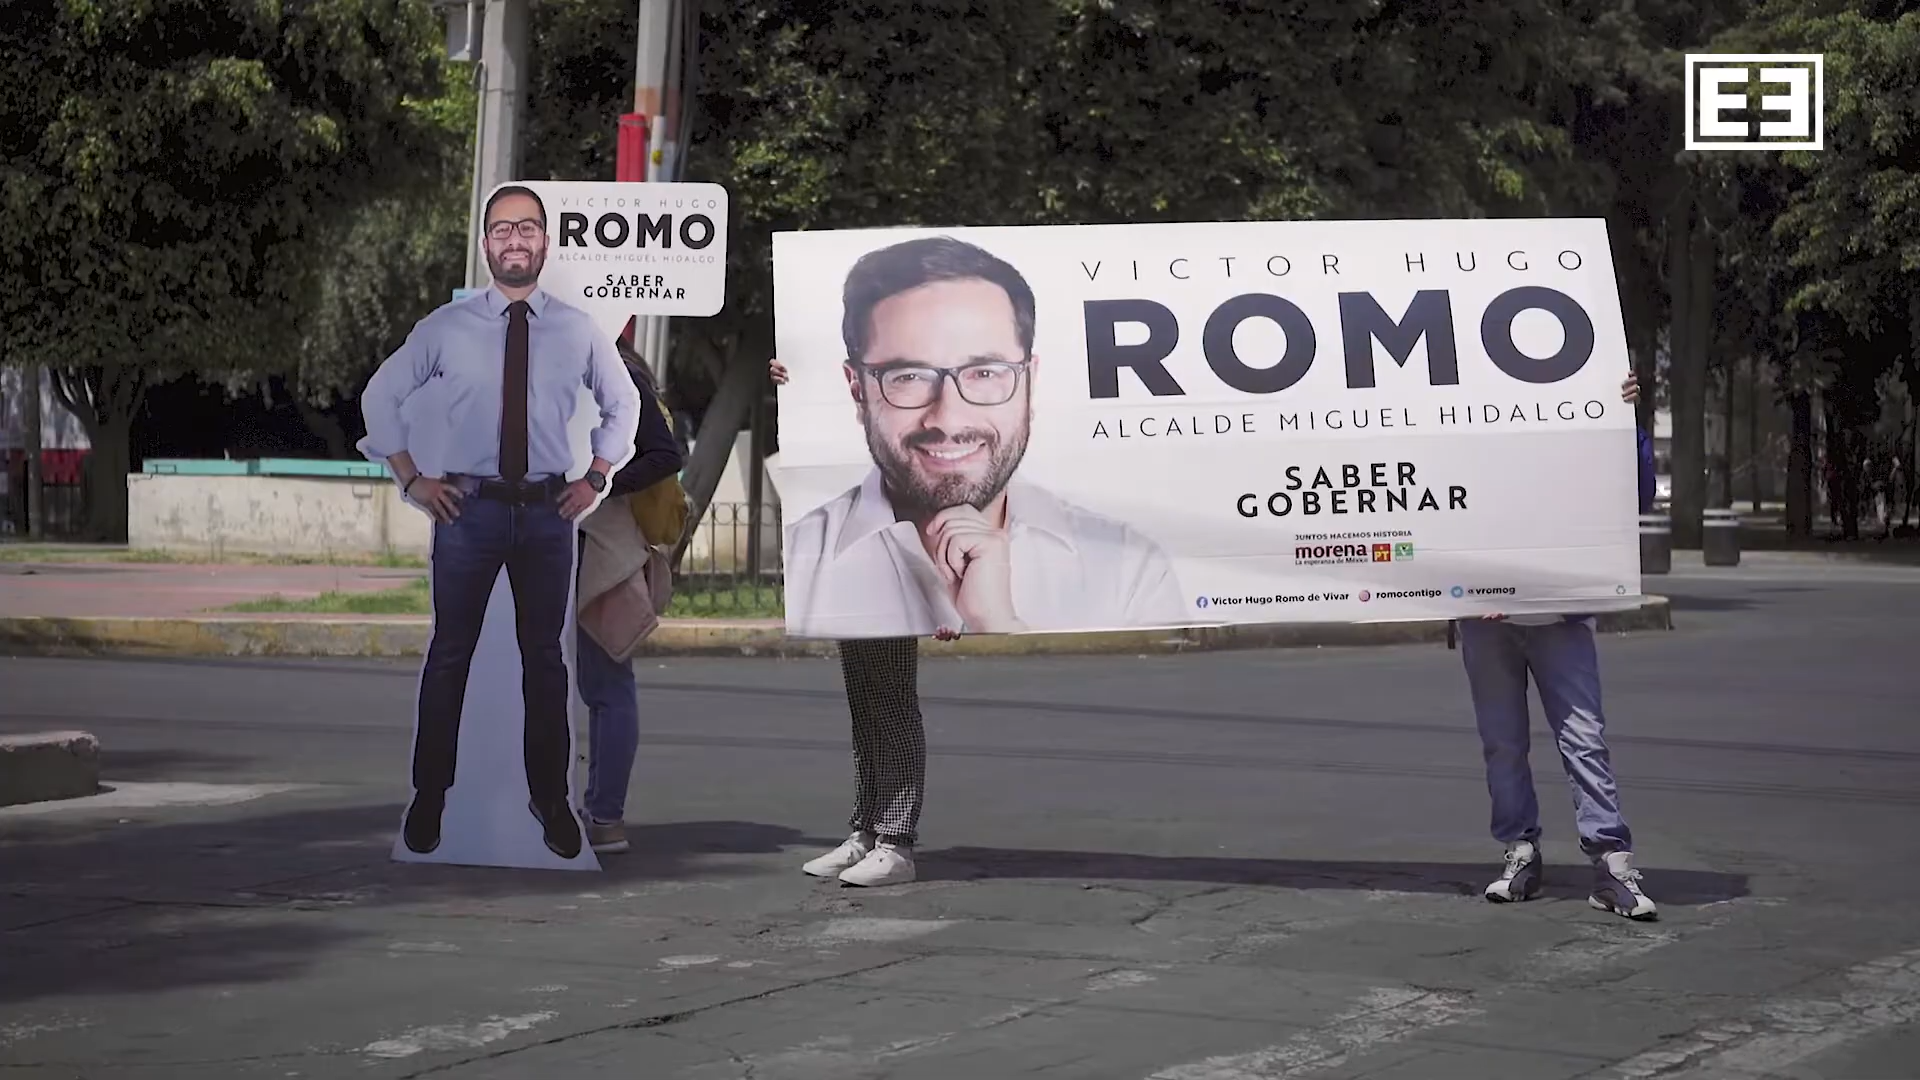 VICTOR HUGO
ROMO
ALCALDE MIGUEL HIDALGO
SABER
GOBERNAR
VICTOR HUGO
ROMO
ALCALDE MIGUEL HIDALGO
SABER
GOBERNAR
JUNTOS HACEMOS HISTORIA
morena PT
La esperanza de México
Victor Hugo Romo de Vivar romocontigo @vromog